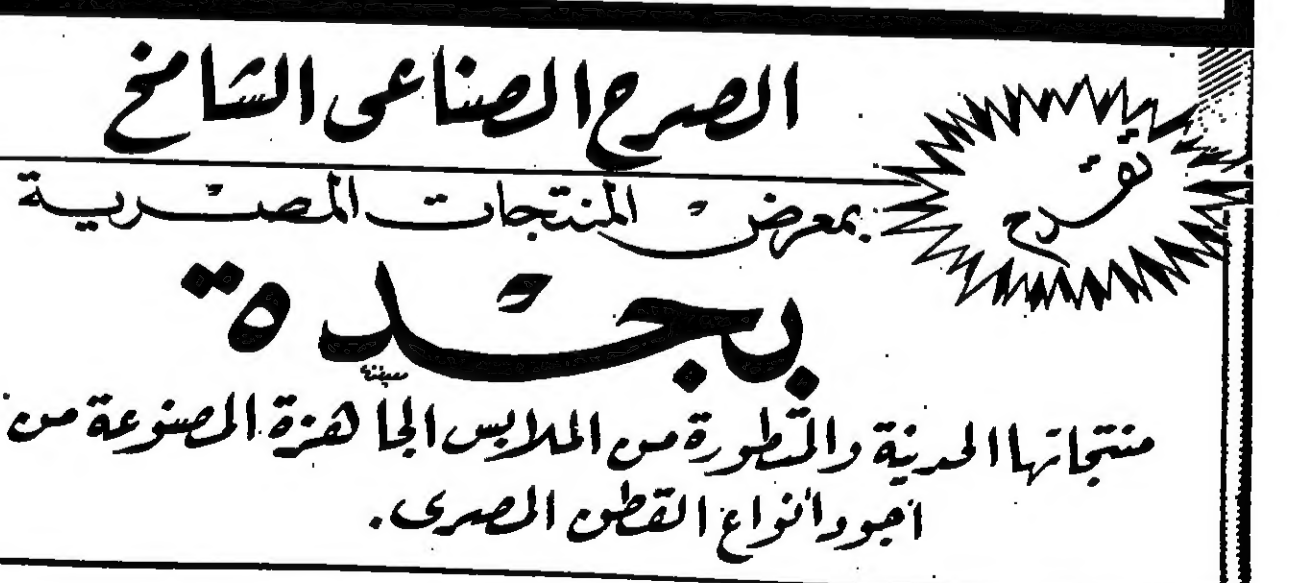 الصرح الصناعى الشامخ
تقدح
بمعرض المنتجات المصرية
بجدة
منتجاتها الحديثة والمتطورة من الملابس الجاهزة المصنوعة من
أجود أنواع القطن المصرى.